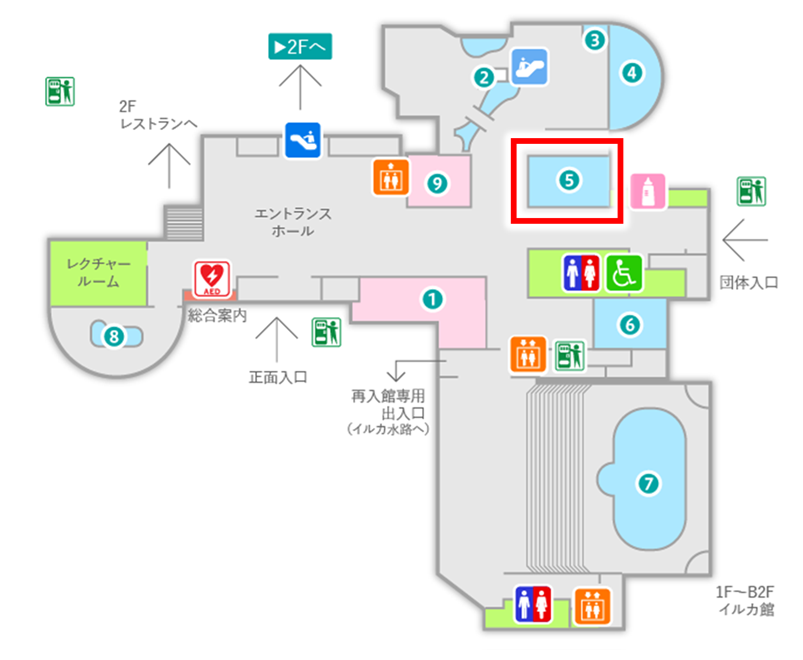 ▶2Fへ
3
4
2
2F
レストランへ
5
9
エントランス
ホール
レクチャー
ルーム
団体入口
AED
総合案内
1
6
8
正面入口
再入館専用
出入口
(イルカ水路へ)
7
1F〜B2F
イルカ館